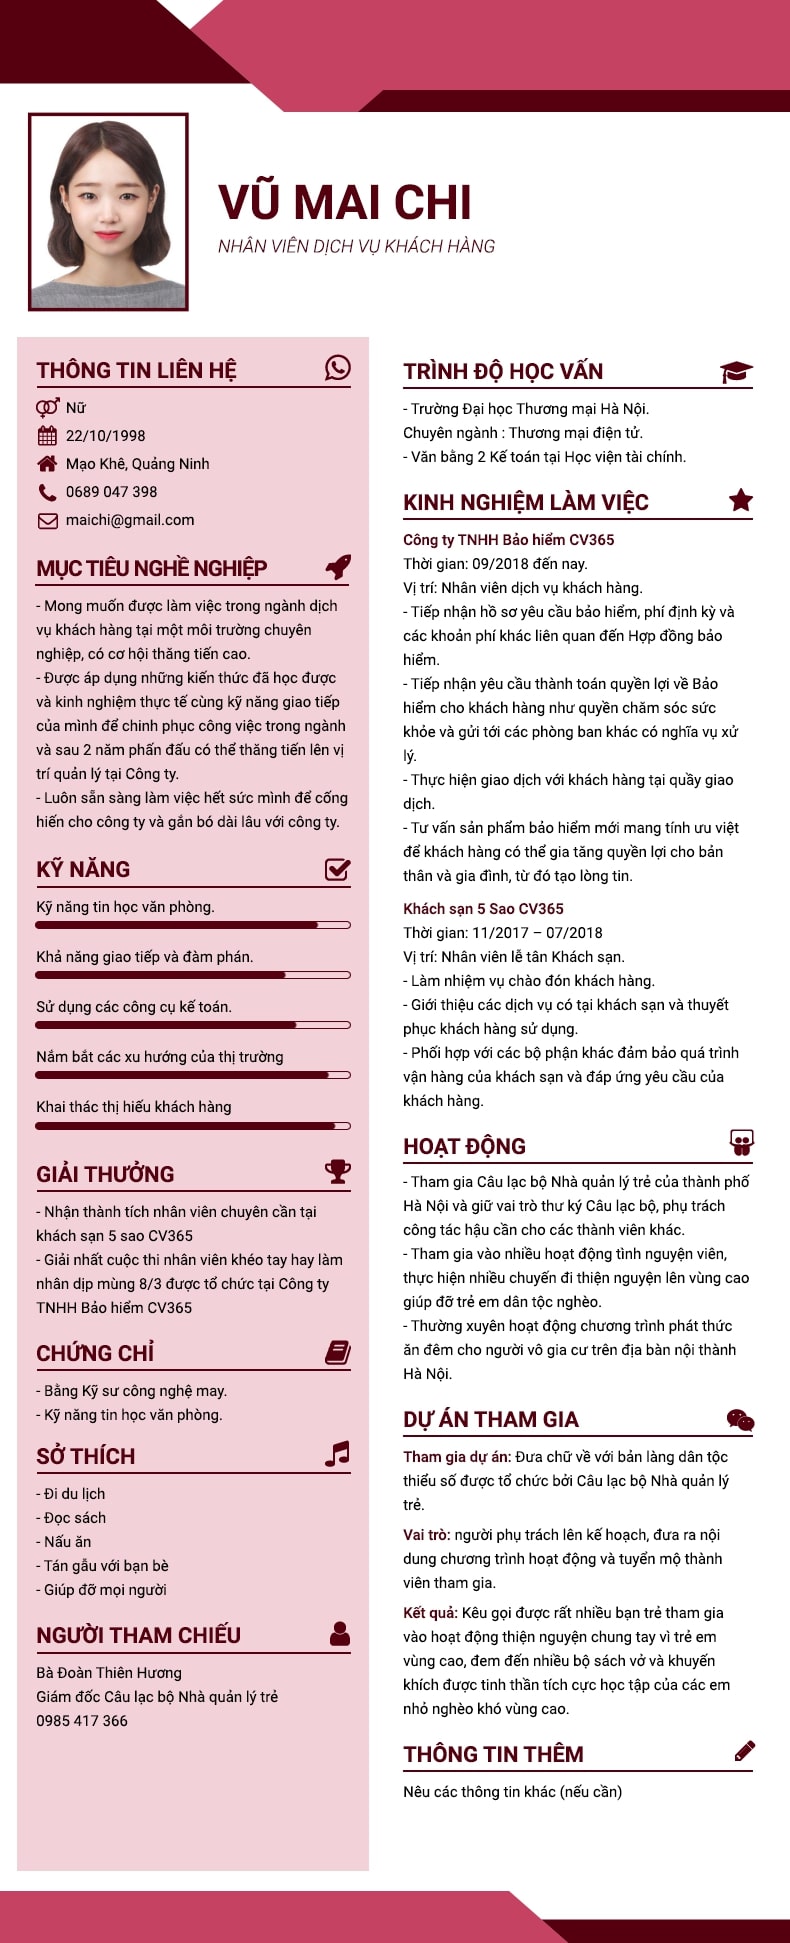 VŨ MAI CHI
NHÂN VIÊN DỊCH VỤ KHÁCH HÀNG
THÔNG TIN LIÊN HỆ
Nữ
22/10/1998
Mạo Khê, Quảng Ninh
0689 047 398
maichi@gmail.com
MỤC TIÊU NGHỀ NGHIỆP
- Mong muốn được làm việc trong ngành dịch
vụ khách hàng tại một môi trường chuyên
nghiệp, có cơ hội thăng tiến cao.
- Được áp dụng những kiến thức đã học được
và kinh nghiệm thực tế cùng kỹ năng giao tiếp
của mình để chinh phục công việc trong ngành
và sau 2 năm phấn đấu có thể thăng tiến lên vị
trí quản lý tại Công ty.
- Luôn sẵn sàng làm việc hết sức mình để cống
hiến cho công ty và gắn bó dài lâu với công ty.
KỸ NĂNG
Kỹ năng tin học văn phòng.
Khả năng giao tiếp và đàm phán.
Sử dụng các công cụ kế toán.
Nắm bắt các xu hướng của thị trường
Khai thác thị hiếu khách hàng
GIẢI THƯỞNG
- Nhận thành tích nhân viên chuyên cần tại
khách sạn 5 sao CV365
- Giải nhất cuộc thi nhân viên khéo tay hay làm
nhân dịp mùng 8/3 được tổ chức tại Công ty
TNHH Bảo hiểm CV365
CHỨNG CHỈ
- Bằng Kỹ sư công nghệ may.
- Kỹ năng tin học văn phòng.
SỞ THÍCH
- Đi du lịch
- Đọc sách
- Nấu ăn
- Tán gẫu với bạn bè
- Giúp đỡ mọi người
NGƯỜI THAM CHIẾU
Bà Đoàn Thiên Hương
Giám đốc Câu lạc bộ Nhà quản lý trẻ
0985 417 366
TRÌNH ĐỘ HỌC VẤN
- Trường Đại học Thương mại Hà Nội.
Chuyên ngành : Thương mại điện tử.
- Văn bằng 2 Kế toán tại Học viện tài chính.
KINH NGHIỆM LÀM VIỆC
Công ty TNHH Bảo hiểm CV365
Thời gian: 09/2018 đến nay.
Vị trí: Nhân viên dịch vụ khách hàng.
- Tiếp nhận hồ sơ yêu cầu bảo hiểm, phí định kỳ và
các khoản phí khác liên quan đến Hợp đồng bảo
hiểm.
- Tiếp nhận yêu cầu thành toán quyền lợi về Bảo
hiểm cho khách hàng như quyền chăm sóc sức
khỏe và gửi tới các phòng ban khác có nghĩa vụ xử
lý.
- Thực hiện giao dịch với khách hàng tại quầy giao
dịch.
- Tư vấn sản phẩm bảo hiểm mới mang tính ưu việt
để khách hàng có thể gia tăng quyền lợi cho bản
thân và gia đình, từ đó tạo lòng tin.
Khách sạn 5 Sao CV365
Thời gian: 11/2017 – 07/2018
Vị trí: Nhân viên lễ tân Khách sạn.
- Làm nhiệm vụ chào đón khách hàng.
- Giới thiệu các dịch vụ có tại khách sạn và thuyết
phục khách hàng sử dụng.
- Phối hợp với các bộ phận khác đảm bảo quá trình
vận hàng của khách sạn và đáp ứng yêu cầu của
khách hàng.
HOẠT ĐỘNG
- Tham gia Câu lạc bộ Nhà quản lý trẻ của thành phố
Hà Nội và giữ vai trò thư ký Câu lạc bộ, phụ trách
công tác hậu cần cho các thành viên khác.
- Tham gia vào nhiều hoạt động tình nguyện viên,
thực hiện nhiều chuyến đi thiện nguyện lên vùng cao
giúp đỡ trẻ em dân tộc nghèo.
- Thường xuyên hoạt động chương trình phát thức
ăn đêm cho người vô gia cư trên địa bàn nội thành
Hà Nội.
DỰ ÁN THAM GIA
Tham gia dự án: Đưa chữ về với bản làng dân tộc
thiểu số được tổ chức bởi Câu lạc bộ Nhà quản lý
trẻ.
Vai trò: người phụ trách lên kế hoạch, đưa ra nội
dung chương trình hoạt động và tuyển mộ thành
viên tham gia.
Kết quả: Kêu gọi được rất nhiều bạn trẻ tham gia
vào hoạt động thiện nguyện chung tay vì trẻ em
vùng cao, đem đến nhiều bộ sách vở và khuyến
khích được tinh thần tích cực học tập của các em
nhỏ nghèo khó vùng cao.
THÔNG TIN THÊM
Nêu các thông tin khác (nếu cần)